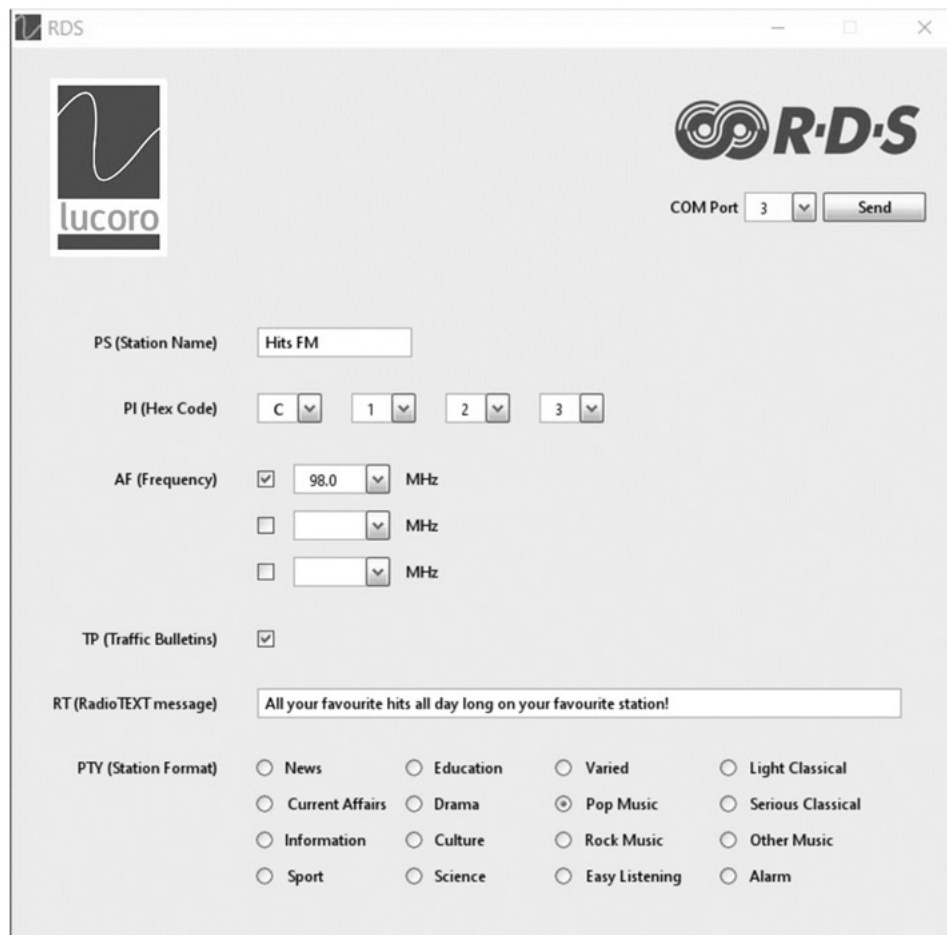 RDS
lucoro
R·D·S
COM Port 3 Send
PS (Station Name) Hits FM
PI (Hex Code) C 1 2 3
AF (Frequency) 98.0 MHz
MHz
MHz
TP (Traffic Bulletins)
RT (RadioTEXT message) All your favourite hits all day long on your favourite station!
PTY (Station Format) News Education Varied Light Classical
Current Affairs Drama Pop Music Serious Classical
Information Culture Rock Music Other Music
Sport Science Easy Listening Alarm